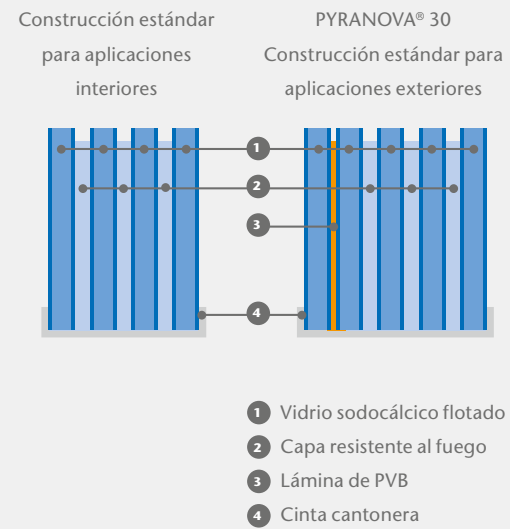 Construcción estándar
para aplicaciones
interiores
PYRANOVA® 30
Construcción estándar para
aplicaciones exteriores
1
2
3
4
1 Vidrio sodocálcico flotado
2 Capa resistente al fuego
3 Lámina de PVB
4 Cinta cantonera